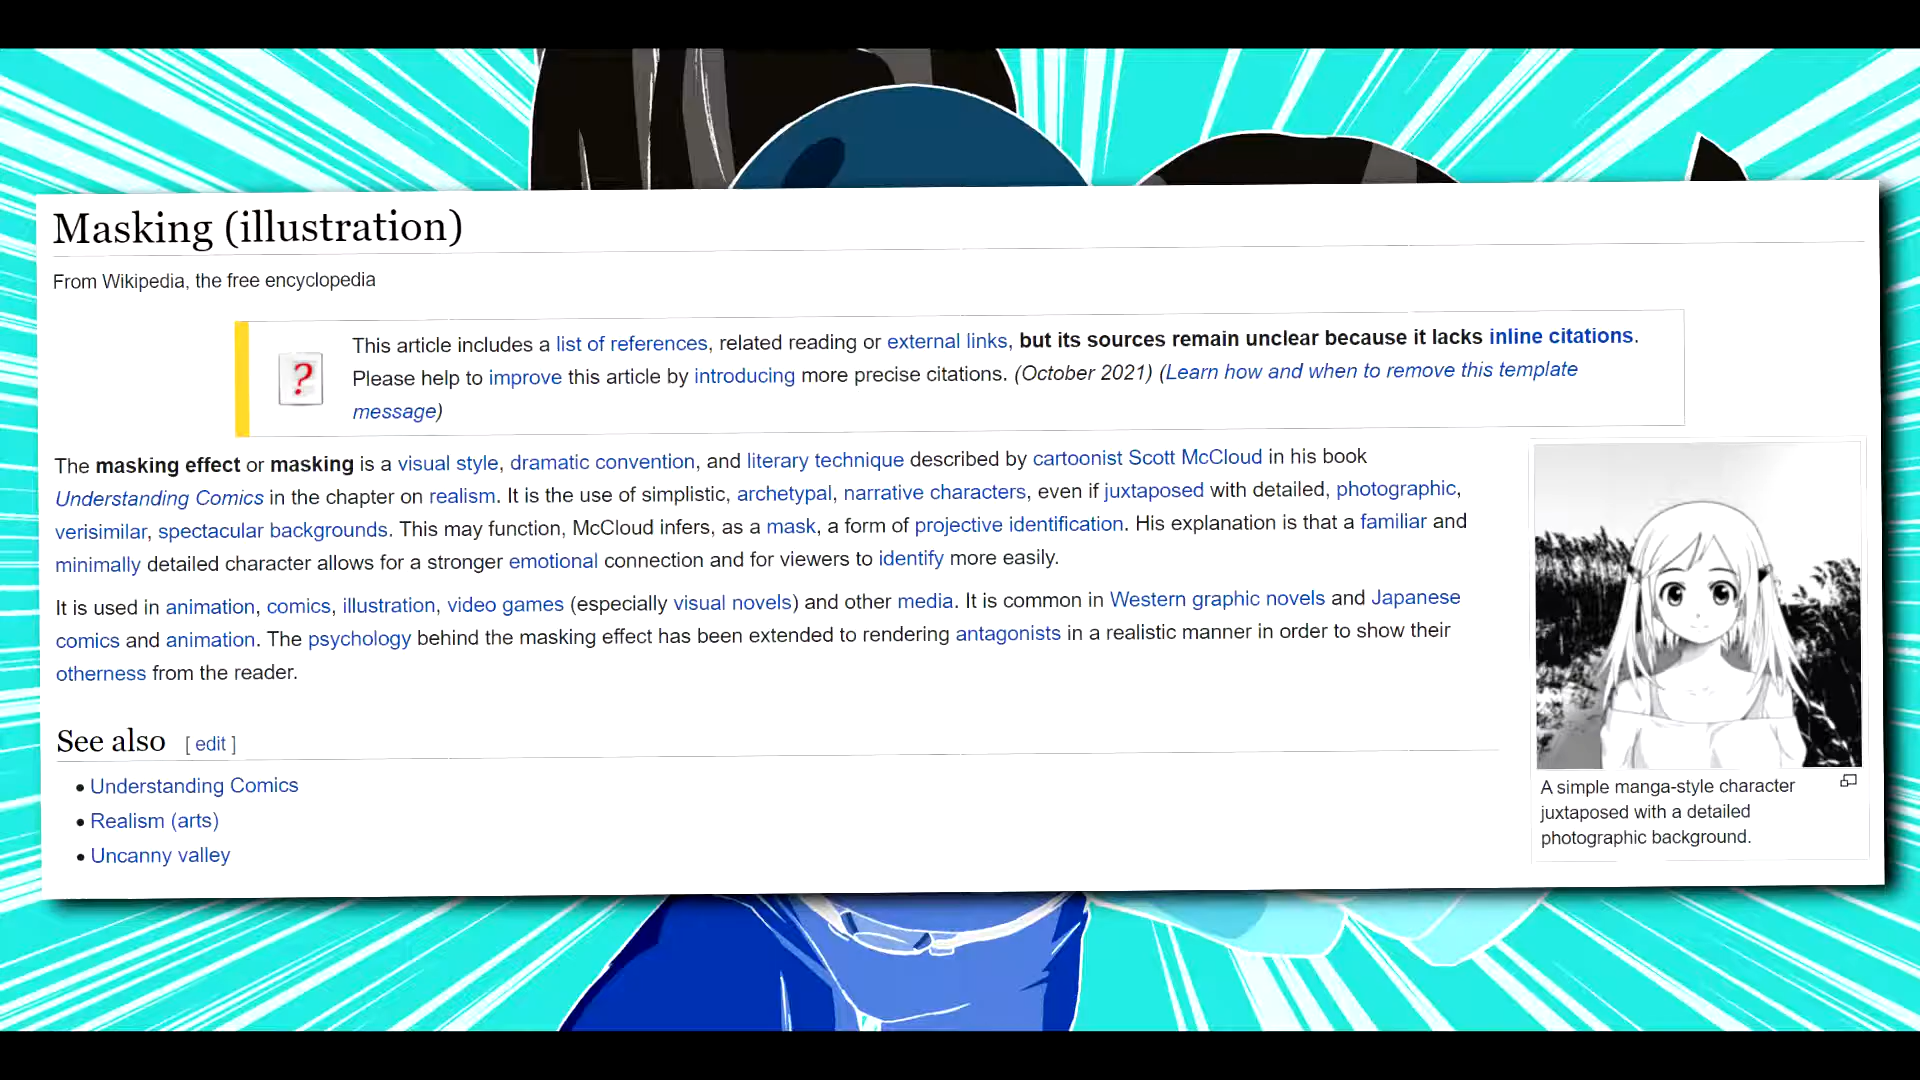 Masking (illustration)
From Wikipedia, the free encyclopedia
This article includes a list of references, related reading or external links, but its sources remain unclear because it lacks inline citations.
Please help to improve this article by introducing more precise citations. (October 2021) (Learn how and when to remove this template
message)
The masking effect or masking is a visual style, dramatic convention, and literary technique described by cartoonist Scott McCloud in his book
Understanding Comics in the chapter on realism. It is the use of simplistic, archetypal, narrative characters, even if juxtaposed with detailed, photographic,
verisimilar, spectacular backgrounds. This may function, McCloud infers, as a mask, a form of projective identification. His explanation is that a familiar and
minimally detailed character allows for a stronger emotional connection and for viewers to identify more easily.
It is used in animation, comics, illustration, video games (especially visual novels) and other media. It is common in Western graphic novels and Japanese
comics and animation. The psychology behind the masking effect has been extended to rendering antagonists in a realistic manner in order to show their
otherness from the reader.
See also [ edit ]
• Understanding Comics
• Realism (arts)
• Uncanny valley
A simple manga-style character
juxtaposed with a detailed
photographic background.